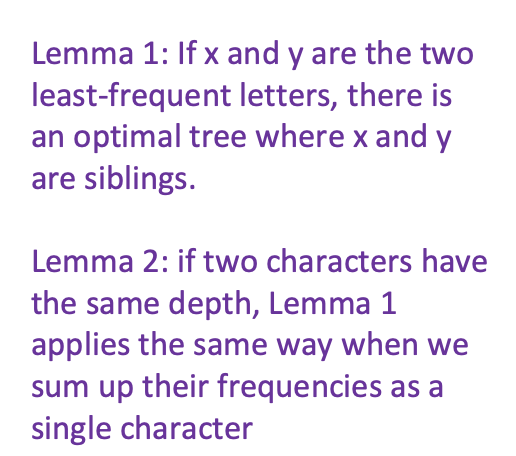 Lemma 1: If x and y are the two
least-frequent letters, there is
an optimal tree where x and y
are siblings.
Lemma 2: if two characters have
the same depth, Lemma 1
applies the same way when we
sum up their frequencies as a
single character